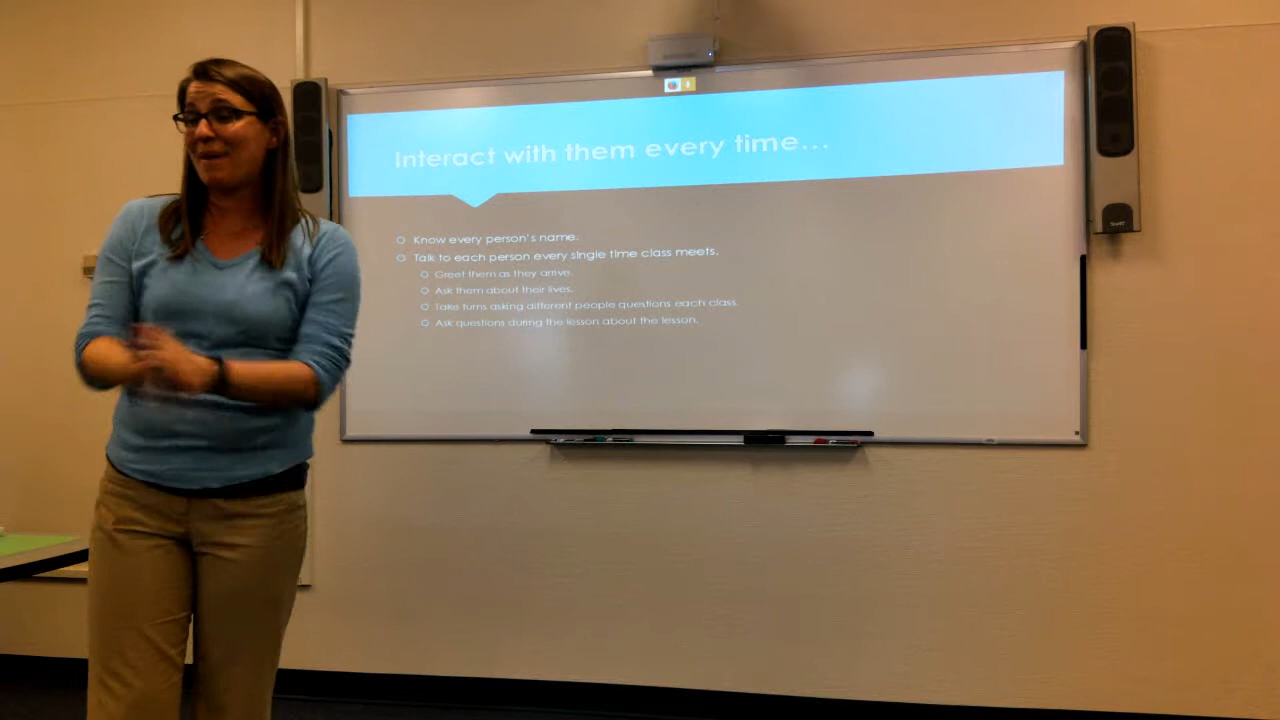 Interact with them every time...
Know every person's name.
Talk to each person every single time class meets.
Greet them as they arrive.
Ask them about their lives.
Take turns asking different people questions each class.
Ask questions during the lesson about the lesson.